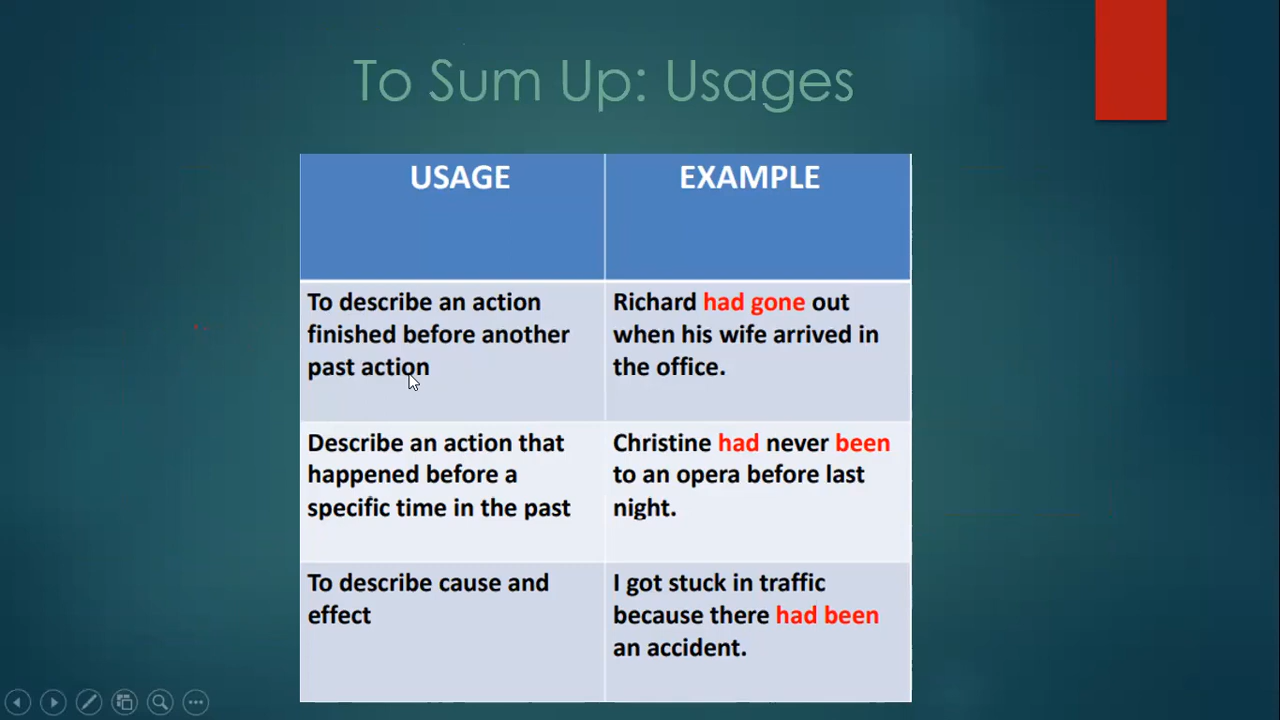 To Sum Up: Usages
USAGE
EXAMPLE
To describe an action
finished before another
past action
Richard had gone out
when his wife arrived in
the office.
Describe an action that
happened before a
specific time in the past
Christine had never been
to an opera before last
night.
To describe cause and
effect
I got stuck in traffic
because there had been
an accident.